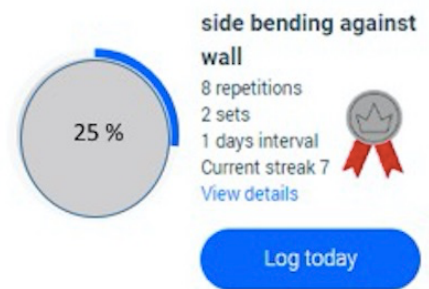 side bending against
wall
8 repetitions
2 sets
1 days interval
Current streak 7
View details
25 %
Log today